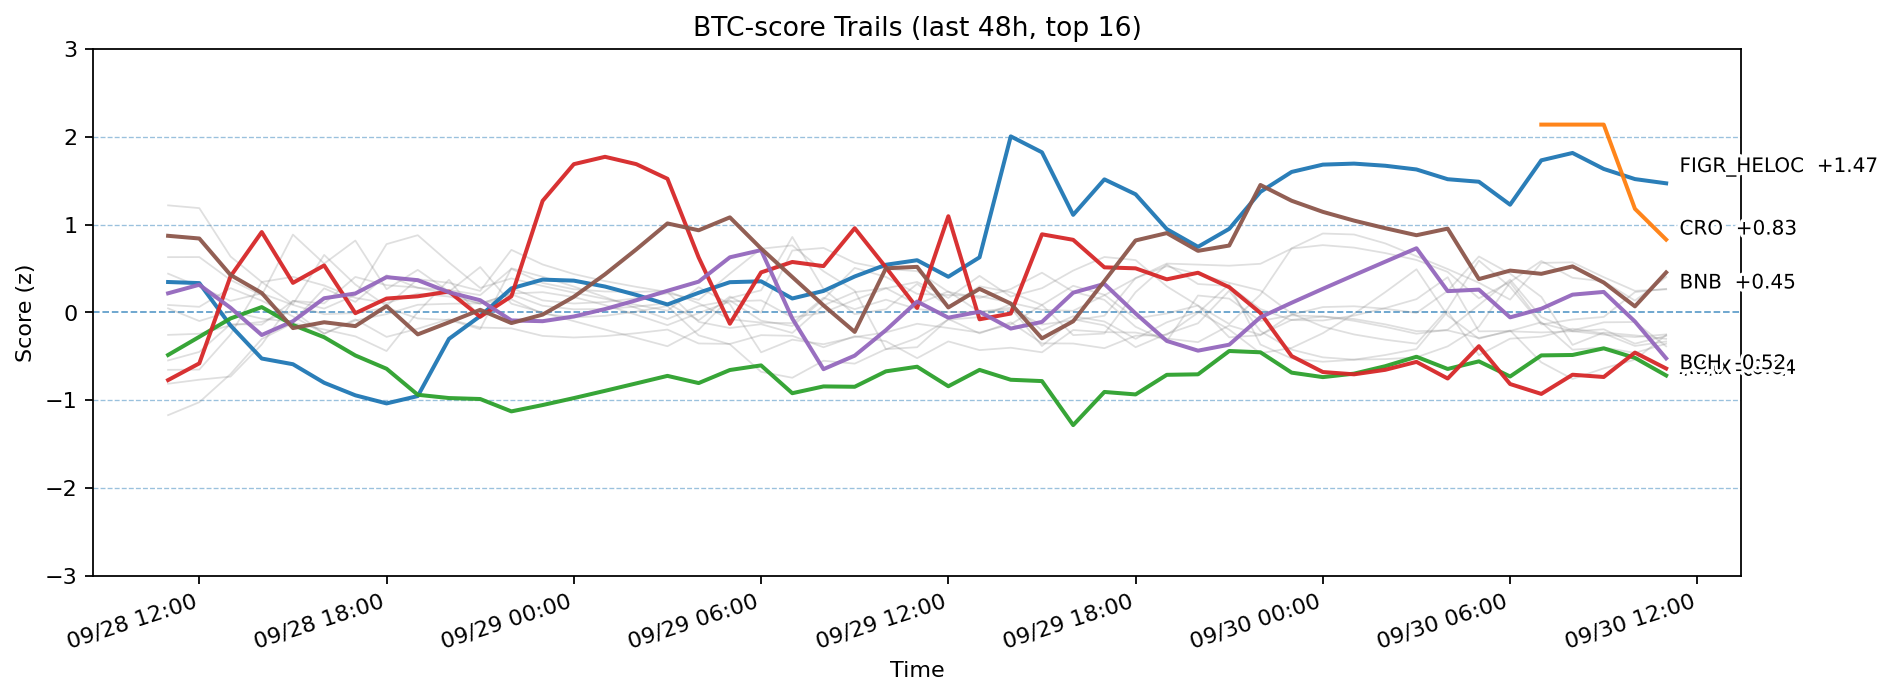 BTC-score Trails (last 48h, top 16)
Score (z)
3
2
1
0
−1
−2
−3
FIGR_HELOC +1.47
CRO +0.83
BNB +0.45
BCH -0.52
09/28 12:00
09/28 18:00
09/29 00:00
09/29 06:00
09/29 12:00
09/29 18:00
09/30 00:00
09/30 06:00
09/30 12:00
Time